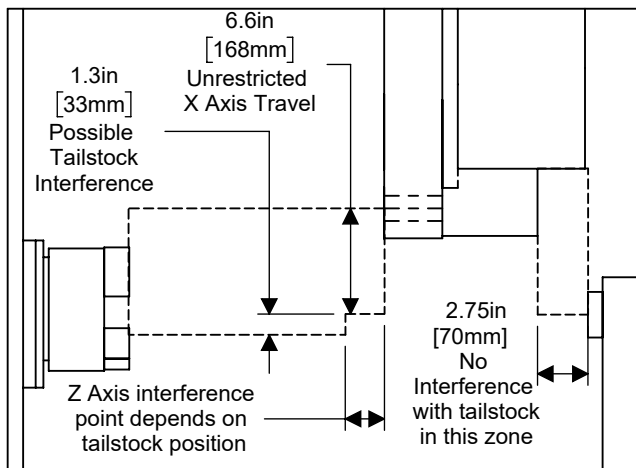 6.6in
[168mm]
Unrestricted
X Axis Travel
1.3in
[33mm]
Possible
Tailstock
Interference
2.75in
[70mm]
No
Interference
with tailstock
in this zone
Z Axis interference
point depends on
tailstock position